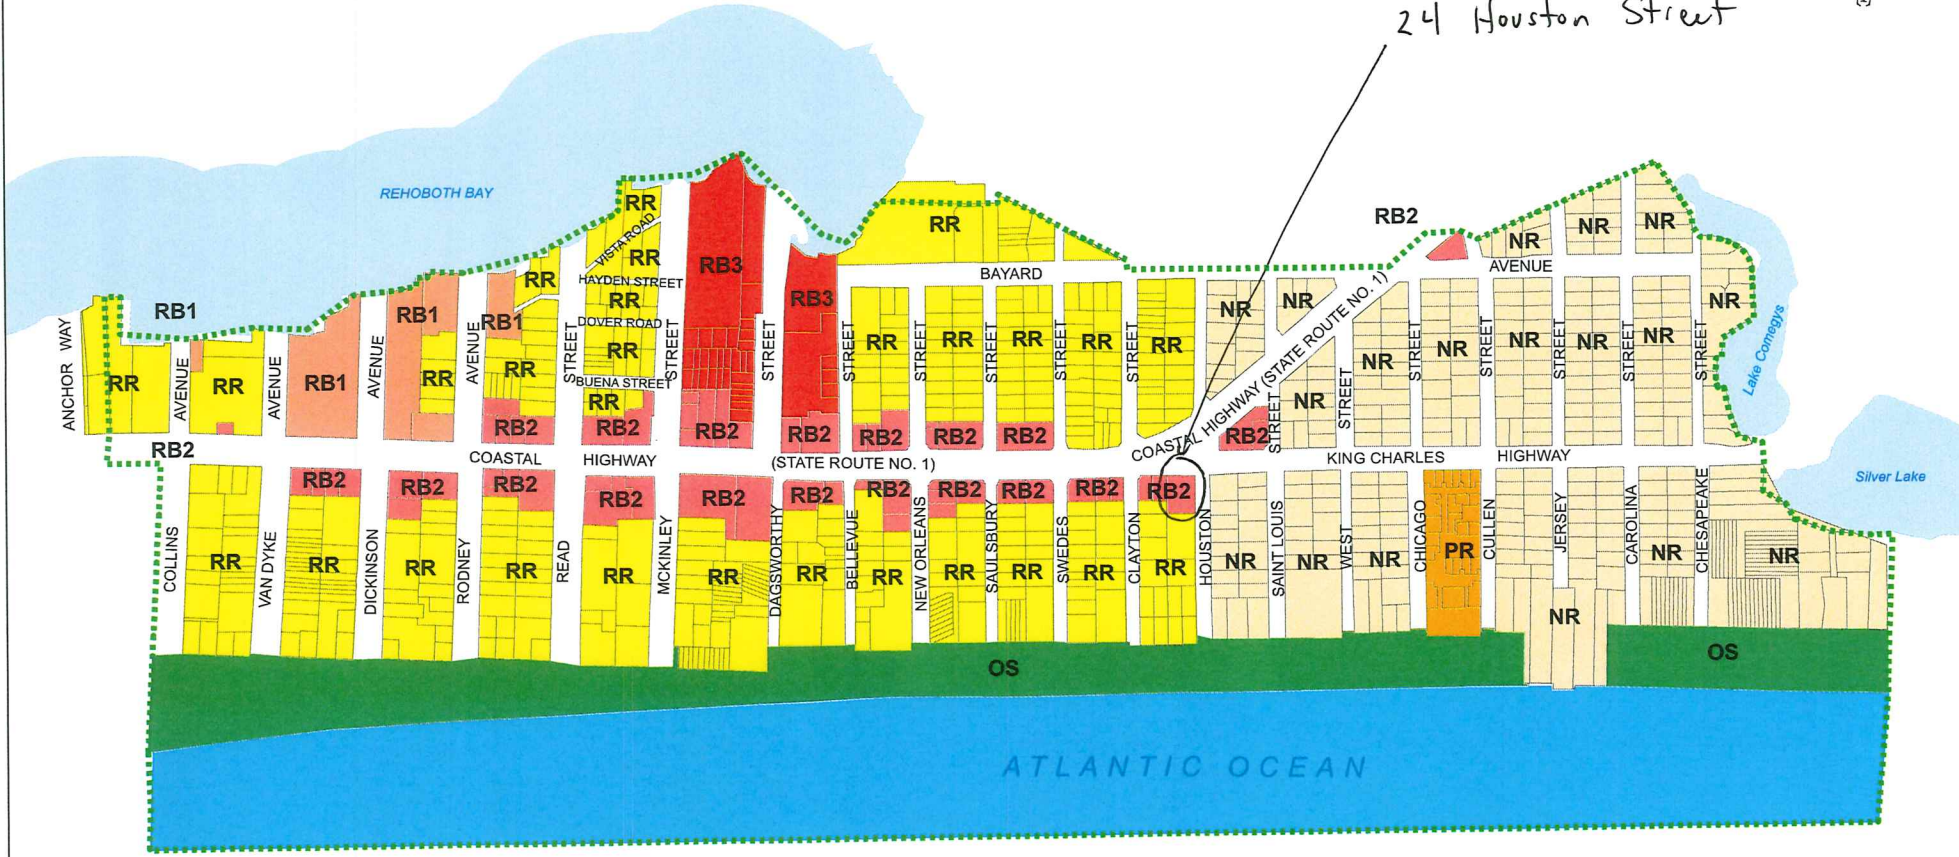 24 Houston Street
REHOBOTH BAY
RB2
RR
VISTA ROAD
RR
RR
NR
NR
NR
RB3
RR
HAYDEN STREET
BAYARD
AVENUE
RB1
RB1
RB1
RR
RR
DOVER ROAD
RB3
NR
NR
NR
COASTAL HIGHWAY (STATE ROUTE NO. 1)
Lake Comegys
ANCHOR WAY
AVENUE
AVENUE
AVENUE
AVENUE
STREET
STREET
STREET
STREET
STREET
STREET
STREET
STREET
STREET
STREET
STREET
STREET
STREET
STREET
RR
RR
RB1
RR
RR
RR
BUENA STREET
RR
RR
RR
RR
RR
NR
NR
NR
NR
NR
NR
RR
NR
RB2
RB2
RB2
RB2
RB2
RB2
RB2
RB2
RB2
COASTAL HIGHWAY (STATE ROUTE NO. 1)
KING CHARLES HIGHWAY
Silver Lake
RB2
RB2
RB2
RB2
RB2
RB2
RB2
RB2
RB2
RB2
RB2
COLLINS
VAN DYKE
DICKINSON
RODNEY
READ
MCKINLEY
DAGSWORTHY
BELLEVUE
NEW ORLEANS
SAULSBURY
SWEDES
CLAYTON
HOUSTON
SAINT LOUIS
WEST
CHICAGO
CULLEN
JERSEY
CAROLINA
CHESAPEAKE
RR
RR
RR
RR
RR
RR
RR
RR
RR
RR
RR
RR
NR
NR
NR
PR
NR
NR
NR
OS
OS
ATLANTIC OCEAN